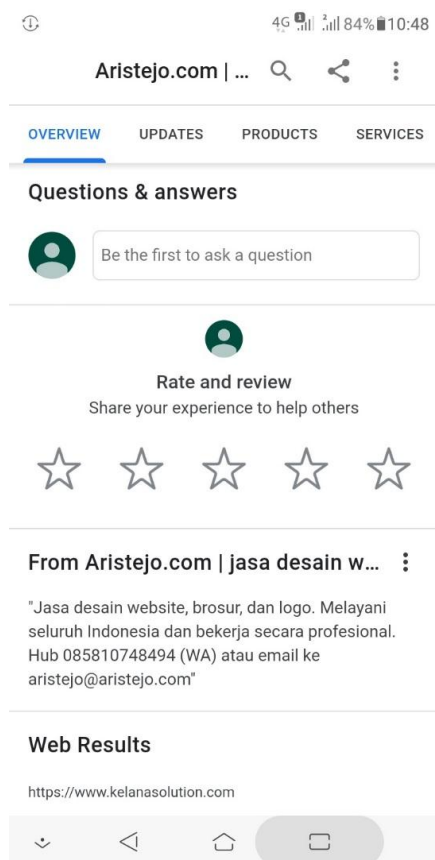 4G 1 2 84% 10:48
Aristejo.com | ...
OVERVIEW UPDATES PRODUCTS SERVICES
Questions & answers
Be the first to ask a question
Rate and review
Share your experience to help others
From Aristejo.com | jasa desain w...
"Jasa desain website, brosur, dan logo. Melayani
seluruh Indonesia dan bekerja secara profesional.
Hub 085810748494 (WA) atau email ke
aristejo@aristejo.com"
Web Results
https://www.kelanasolution.com